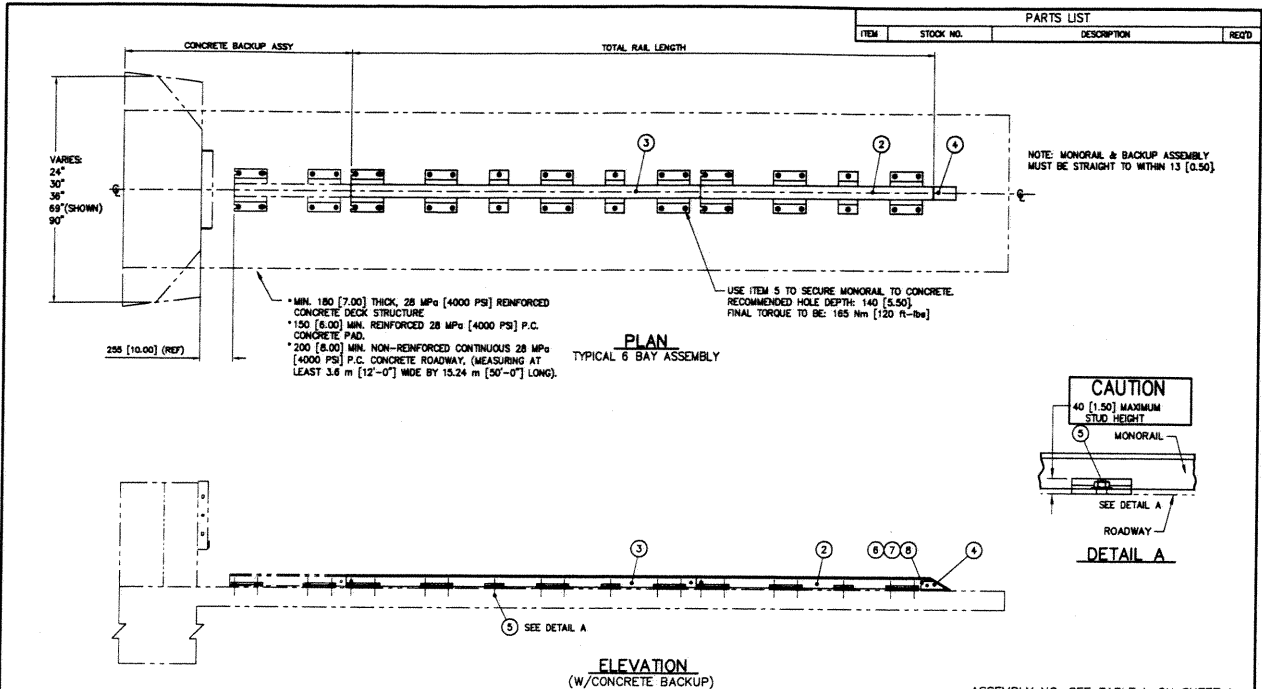 PARTS LIST
ITEM STOCK NO. DESCRIPTION REQ'D
CONCRETE BACKUP ASSY
TOTAL RAIL LENGTH
3
2
4
NOTE: MONORAIL & BACKUP ASSEMBLY
MUST BE STRAIGHT TO WITHIN 13 [0.50].
VARIES:
24"
30"
36"
69"(SHOWN)
90"
℄
℄
255 [10.00] (REF)
* MIN. 180 [7.00] THICK, 28 MPa [4000 PSI] REINFORCED
CONCRETE DECK STRUCTURE
* 150 [6.00] MIN. REINFORCED 28 MPa [4000 PSI] P.C.
CONCRETE PAD.
* 200 [8.00] MIN. NON-REINFORCED CONTINUOUS 28 MPa
[4000 PSI] P.C. CONCRETE ROADWAY, (MEASURING AT
LEAST 3.6 m [12'-0"] WIDE BY 15.24 m [50'-0"] LONG).
USE ITEM 5 TO SECURE MONORAIL TO CONCRETE.
RECOMMENDED HOLE DEPTH: 140 [5.50].
FINAL TORQUE TO BE: 165 Nm [120 ft-lbs]
PLAN
TYPICAL 6 BAY ASSEMBLY
CAUTION
40 [1.50] MAXIMUM
STUD HEIGHT
5
MONORAIL
SEE DETAIL A
ROADWAY
DETAIL A
3
2
6 7 8
4
5 SEE DETAIL A
ELEVATION
(W/CONCRETE BACKUP)